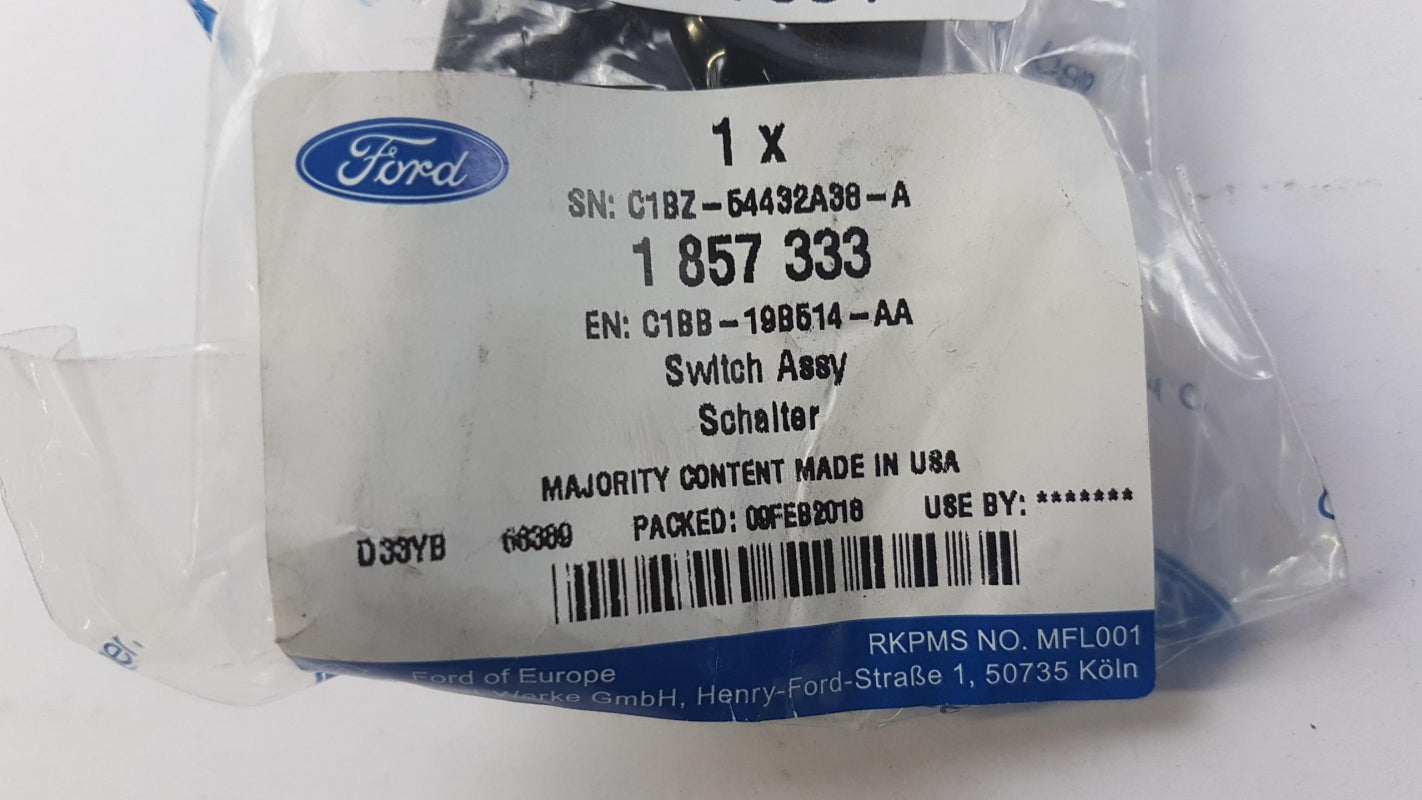 Ford
1 x
SN: C1BZ-54432A38-A
1 857 333
EN: C1BB-19B514-AA
Switch Assy
Schalter
MAJORITY CONTENT MADE IN USA
D33YB 66389 PACKED: 09FEB2018 USE BY: *******
RKPMS NO. MFL001
Ford of Europe
Werke GmbH, Henry-Ford-Straße 1, 50735 Köln